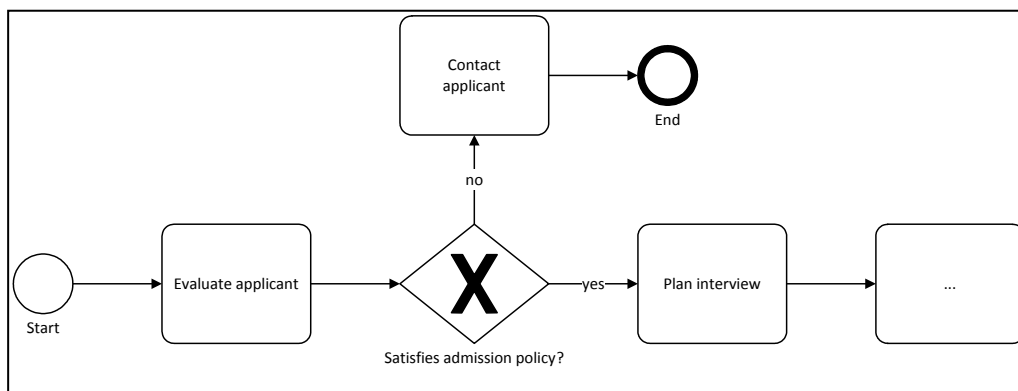 Contact
applicant
End
no
Start
Evaluate applicant
X
Satisfies admission policy?
yes
Plan interview
...